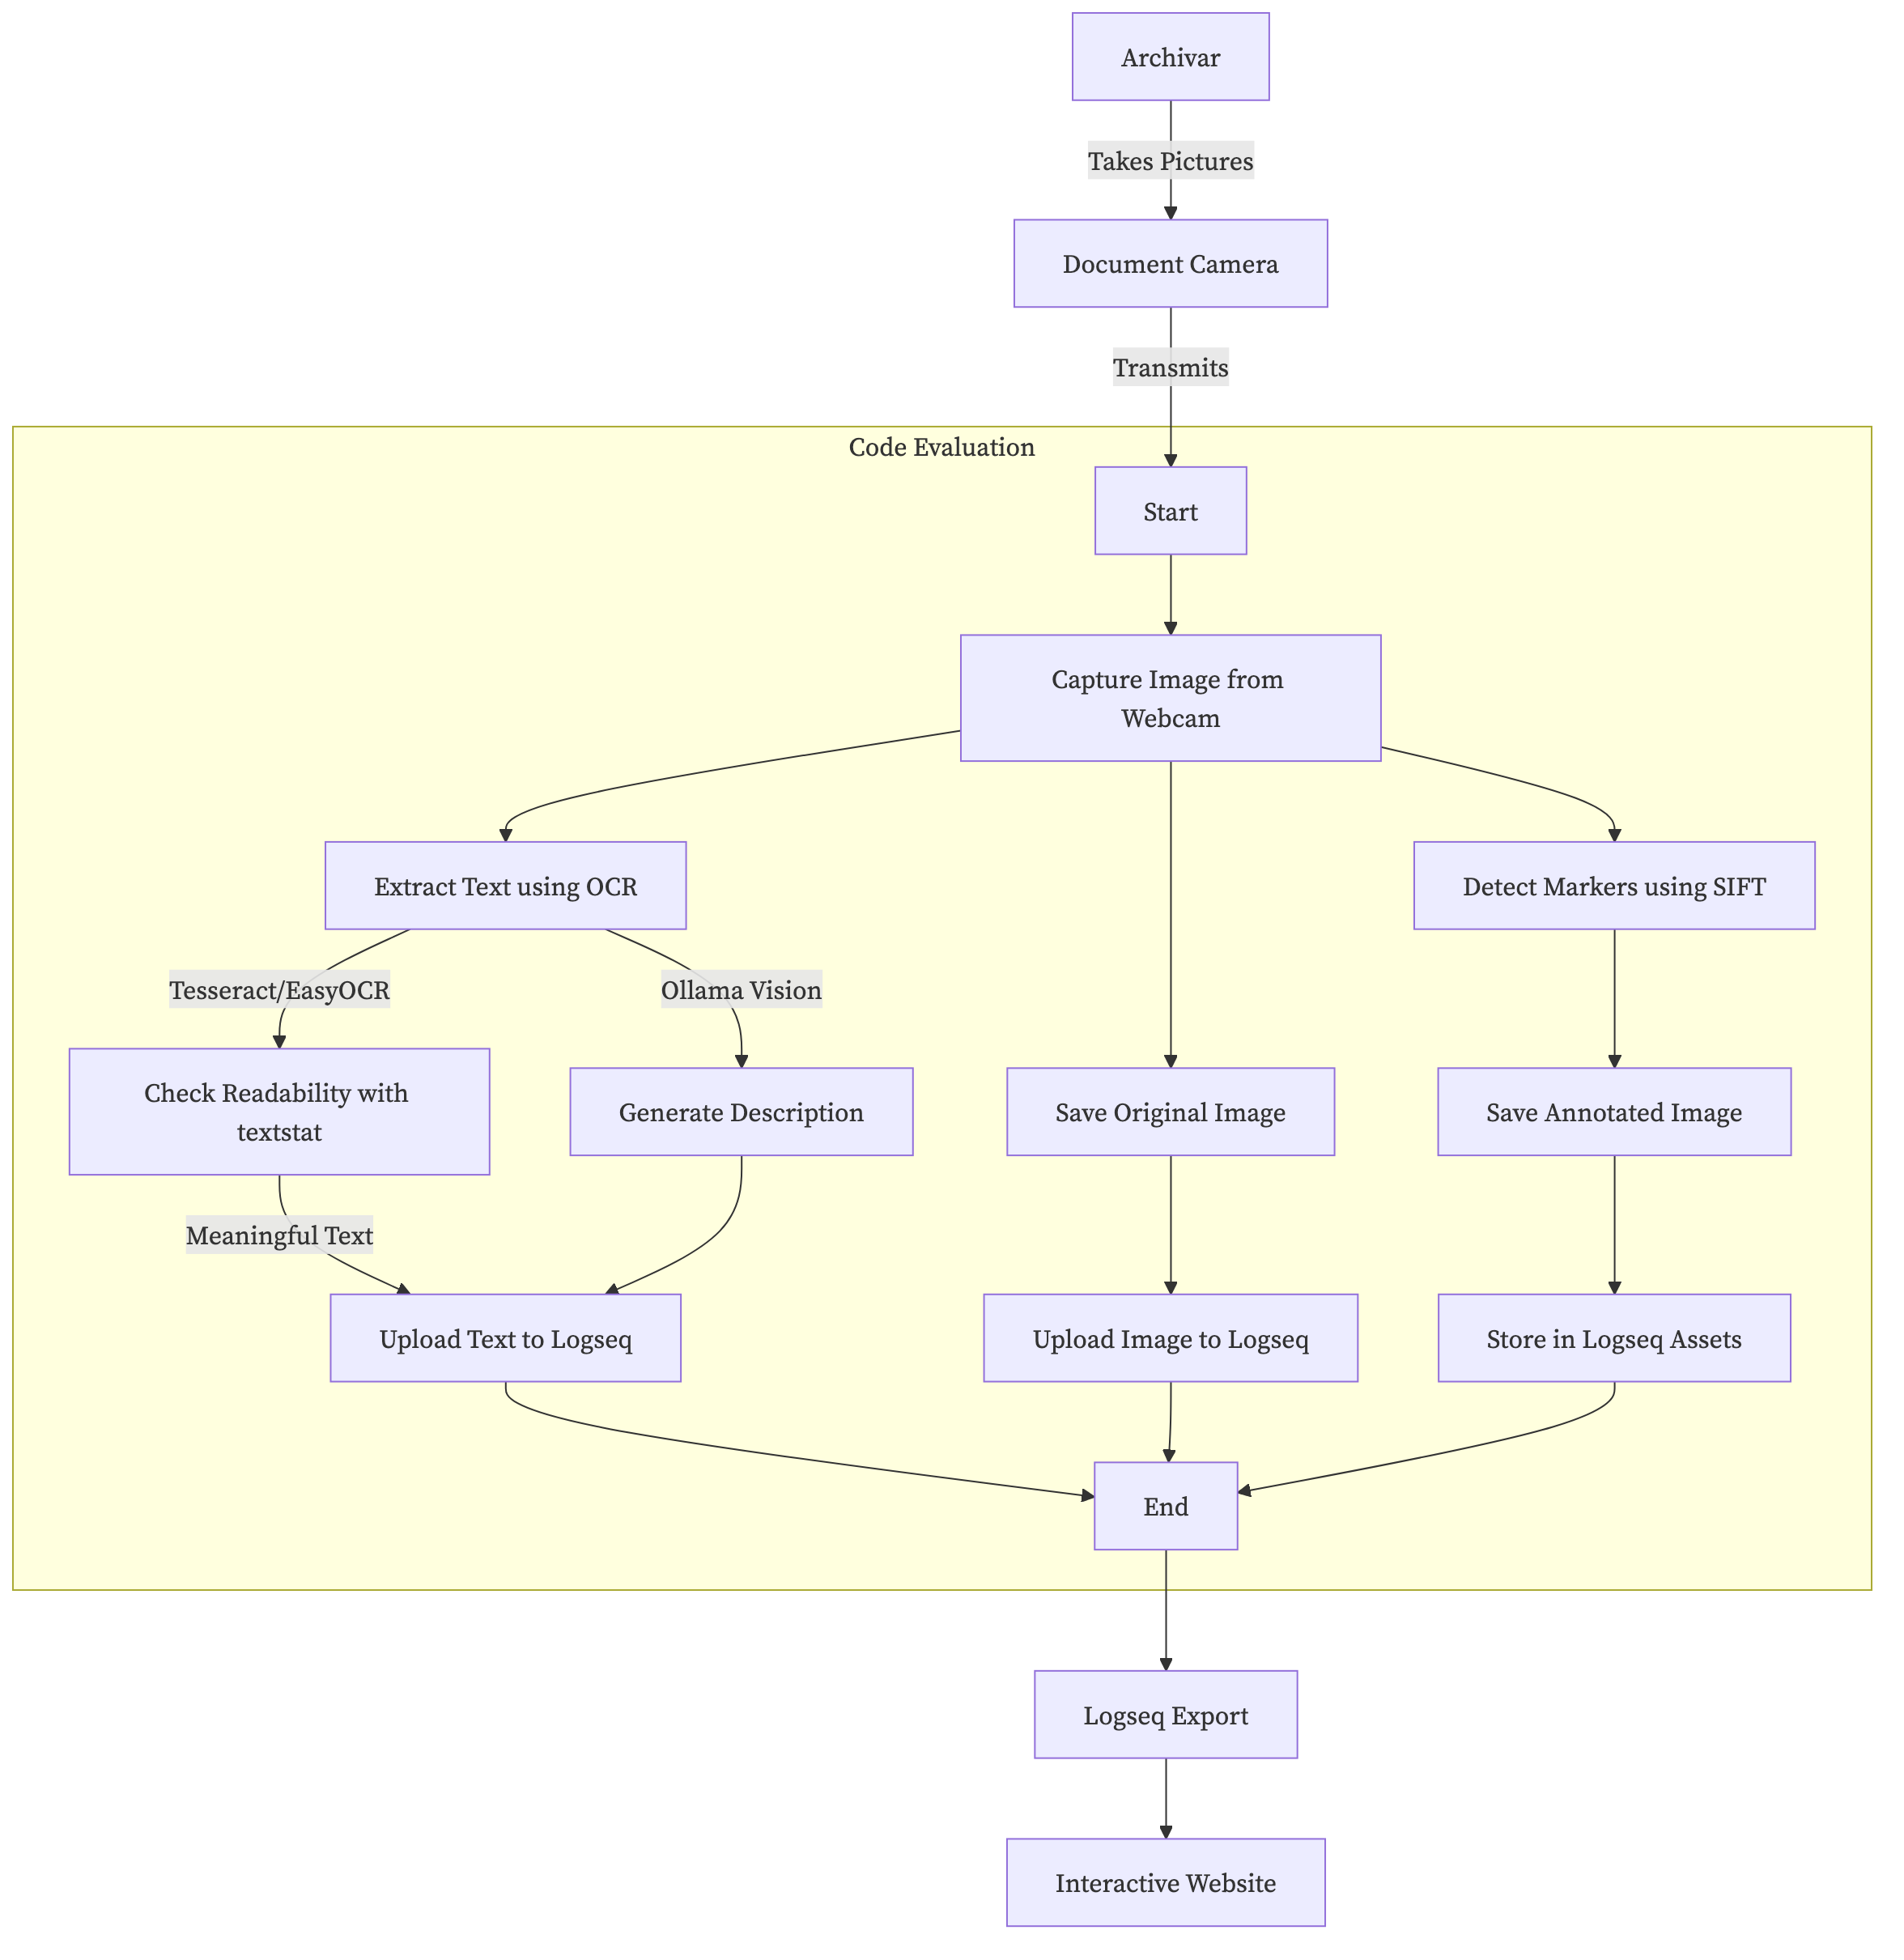 Archivar
Takes Pictures
Document Camera
Transmits
Code Evaluation
Start
Capture Image from
Webcam
Extract Text using OCR
Detect Markers using SIFT
Tesseract/EasyOCR
Ollama Vision
Check Readability with
textstat
Generate Description
Save Original Image
Save Annotated Image
Meaningful Text
Upload Text to Logseq
Upload Image to Logseq
Store in Logseq Assets
End
Logseq Export
Interactive Website